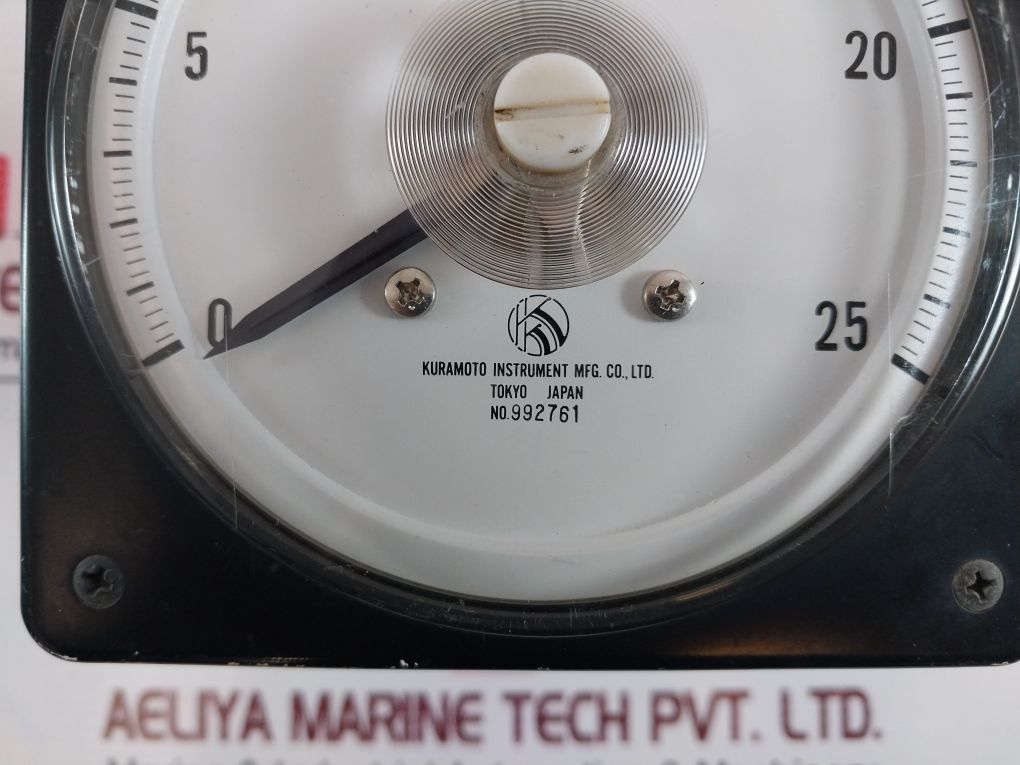 5
20
0
25
KURAMOTO INSTRUMENT MFG. CO., LTD.
TOKYO JAPAN
NO. 992761
AELIYA MARINE TECH PVT. LTD.